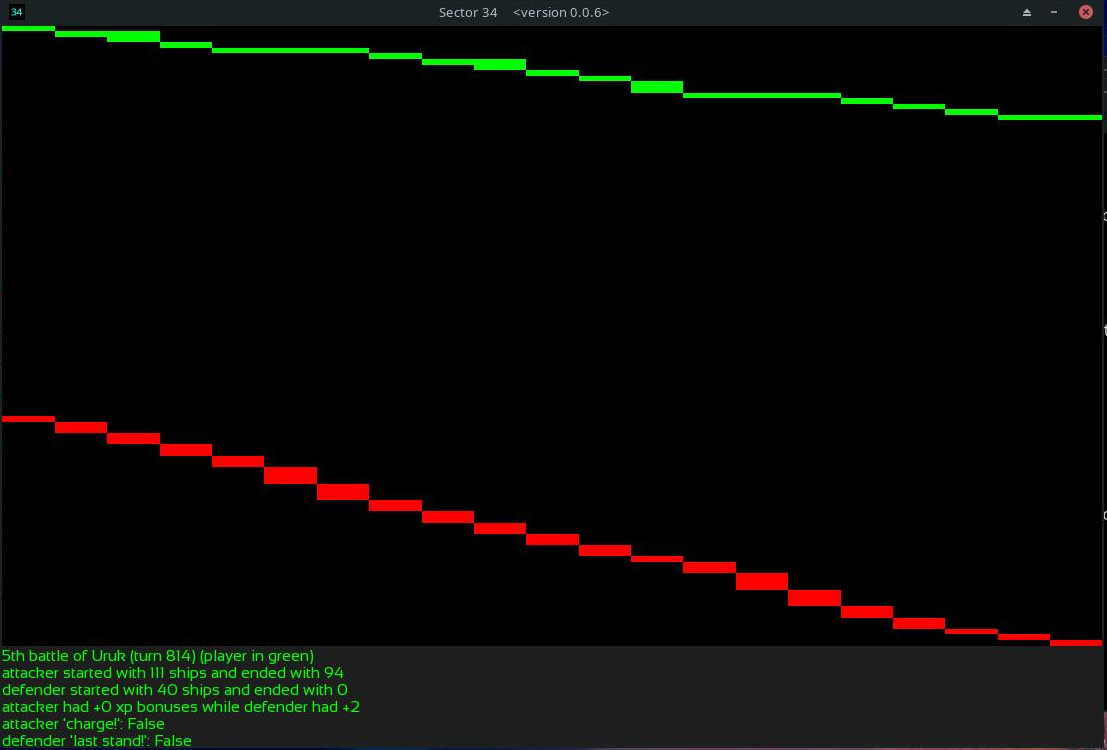 34
Sector 34 <version 0.0.6>
5th battle of Uruk (turn 814) (player in green)
attacker started with 111 ships and ended with 94
defender started with 40 ships and ended with 0
attacker had +0 xp bonuses while defender had +2
attacker 'charge!': False
defender 'last stand!': False